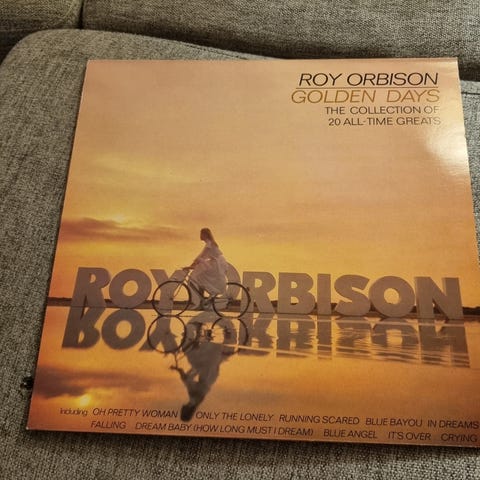 ROY ORBISON
GOLDEN DAYS
THE COLLECTION OF
20 ALL-TIME GREATS
ROY ORBISON
Including OH PRETTY WOMAN ONLY THE LONELY RUNNING SCARED BLUE BAYOU IN DREAMS
FALLING DREAM BABY (HOW LONG MUST I DREAM) BLUE ANGEL IT'S OVER CRYING